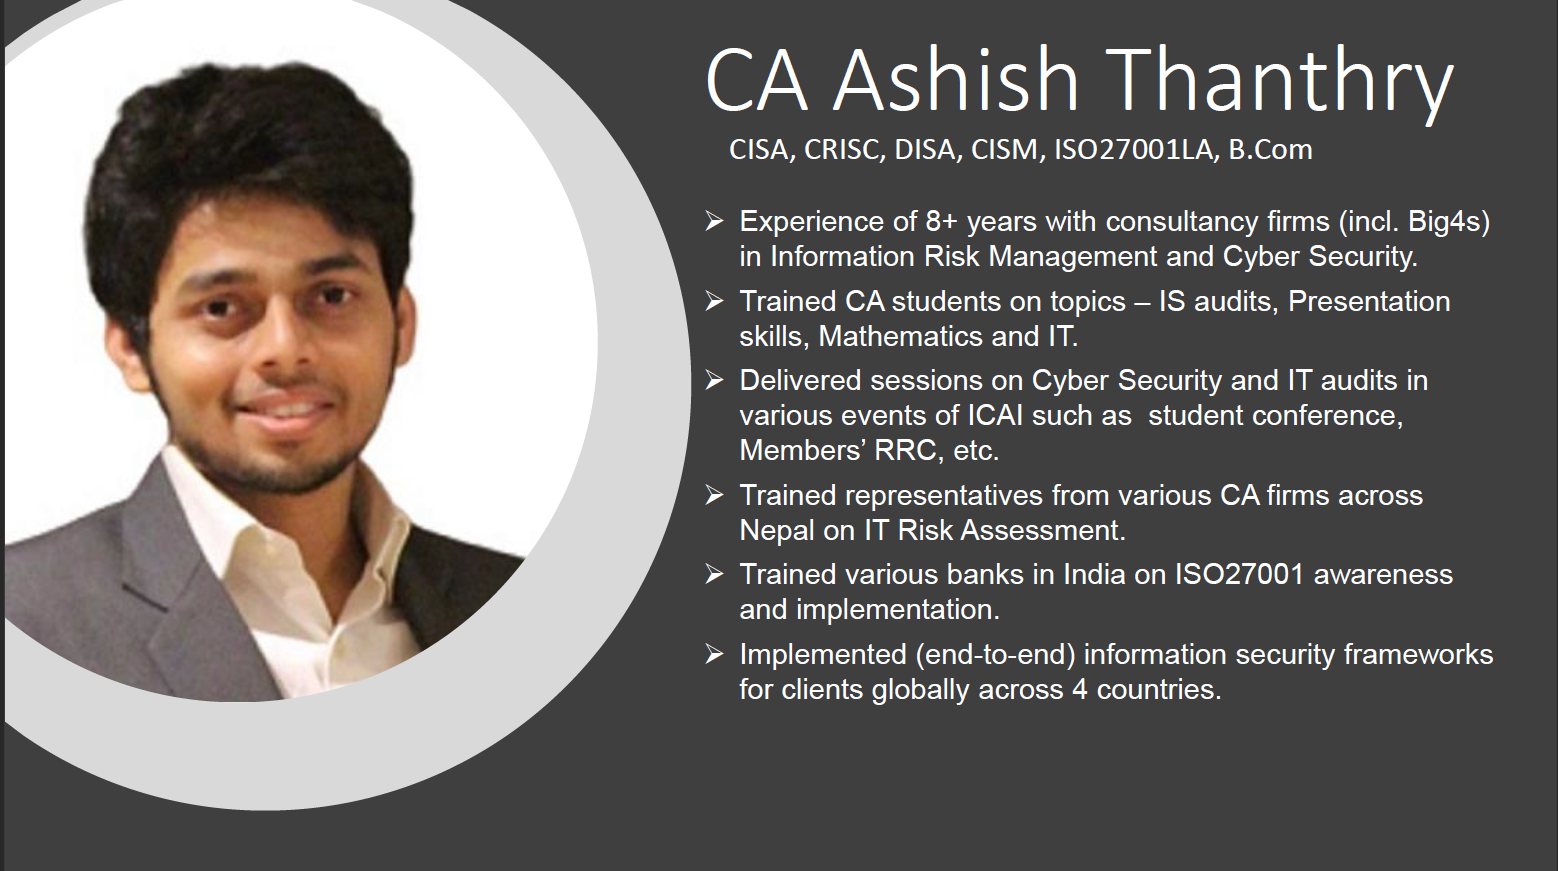 CA Ashish Thanthry
CISA, CRISC, DISA, CISM, ISO27001LA, B.Com
➢ Experience of 8+ years with consultancy firms (incl. Big4s)
in Information Risk Management and Cyber Security.
➢ Trained CA students on topics – IS audits, Presentation
skills, Mathematics and IT.
➢ Delivered sessions on Cyber Security and IT audits in
various events of ICAI such as  student conference,
Members’ RRC, etc.
➢ Trained representatives from various CA firms across
Nepal on IT Risk Assessment.
➢ Trained various banks in India on ISO27001 awareness
and implementation.
➢ Implemented (end-to-end) information security frameworks
for clients globally across 4 countries.